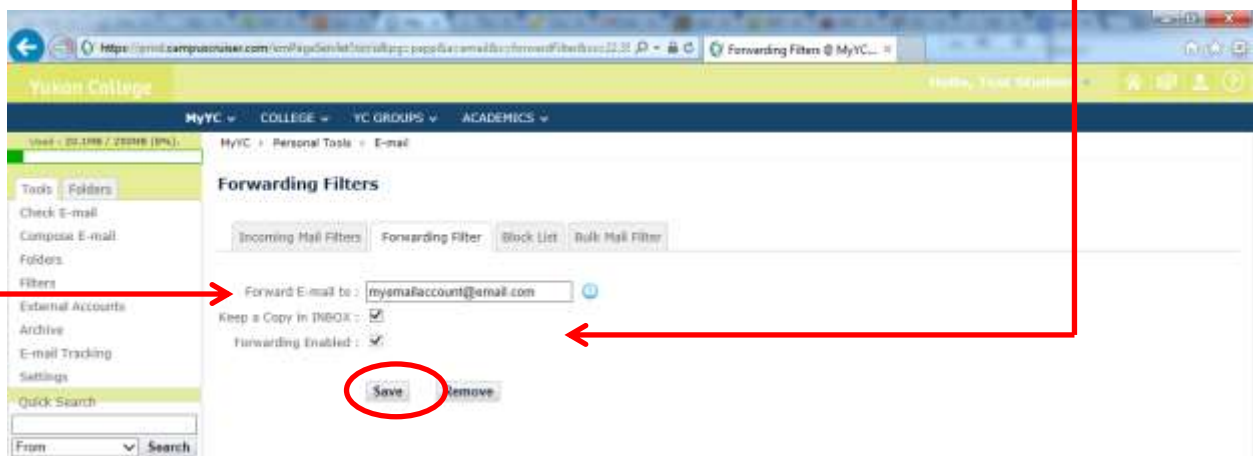 Forwarding Filters @ MyYC...
Yukon College
Hello, Test Student
MyYC COLLEGE YC GROUPS ACADEMICS
MyYC Personal Tools E-mail
Tools Folders
Forwarding Filters
Check E-mail
Compose E-mail
Incoming Mail Filters Forwarding Filter Block List Bulk Mail Filter
Folders
Filters
Forward E-mail to : myemailaccount@email.com
External Accounts
Keep a Copy in INBOX :
Archive
Forwarding Enabled :
E-mail Tracking
Settings
Save Remove
Quick Search
From Search